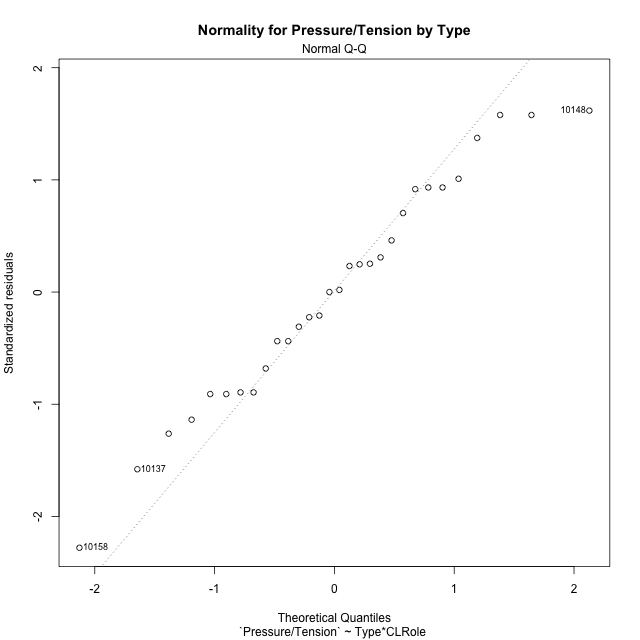 Normality for Pressure/Tension by Type
Normal Q-Q
2
1
0
-1
-2
Standardized residuals
10148
10137
10158
-2
-1
0
1
2
Theoretical Quantiles
`Pressure/Tension` ~ Type*CLRole